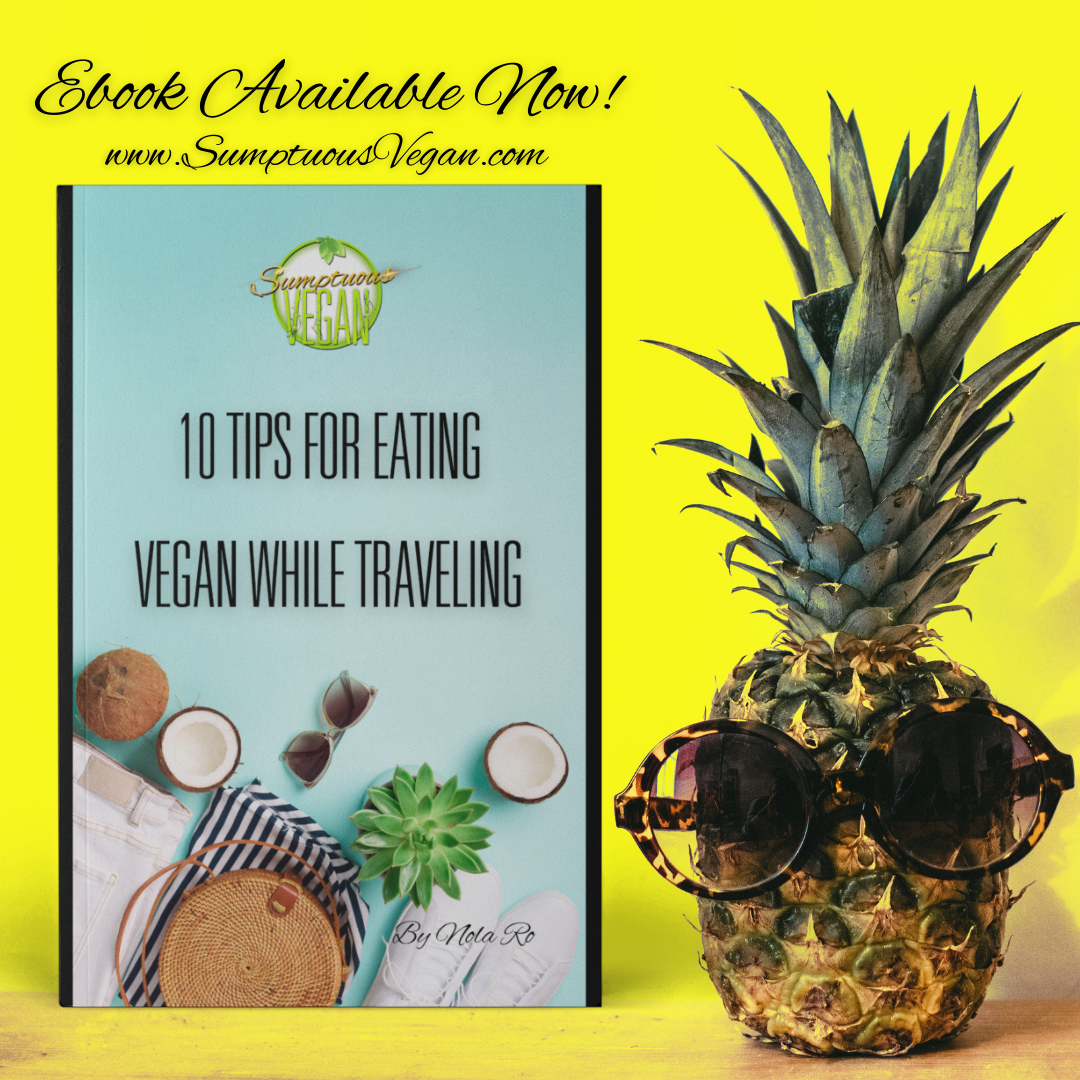 Ebook Available Now!
www.SumptuousVegan.com
Sumptuous
VEGAN
10 TIPS FOR EATING
VEGAN WHILE TRAVELING
By Nola Ro